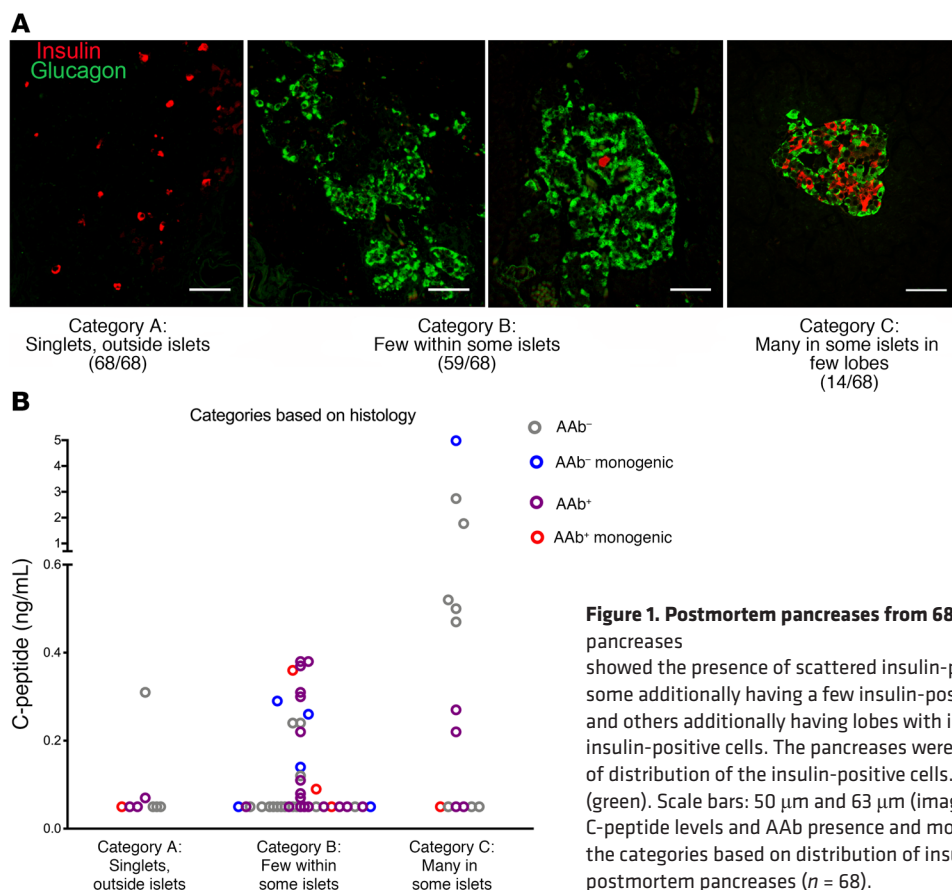 A
Insulin
Glucagon
Category A:
Singlets, outside islets
(68/68)
Category B:
Few within some islets
(59/68)
Category C:
Many in some islets in
few lobes
(14/68)
B
Categories based on histology
AAb⁻
AAb⁻ monogenic
AAb⁺
AAb⁺ monogenic
C-peptide (ng/mL)
5
4
3
2
1
0.6
0.4
0.2
0.0
Category A:
Singlets,
outside islets
Category B:
Few within
some islets
Category C:
Many in
some islets
Figure 1. Postmortem pancreases from 68
pancreases
showed the presence of scattered insulin-p
some additionally having a few insulin-pos
and others additionally having lobes with i
insulin-positive cells. The pancreases were
of distribution of the insulin-positive cells.
(green). Scale bars: 50 μm and 63 μm (imag
C-peptide levels and AAb presence and mo
the categories based on distribution of ins
postmortem pancreases (n = 68).